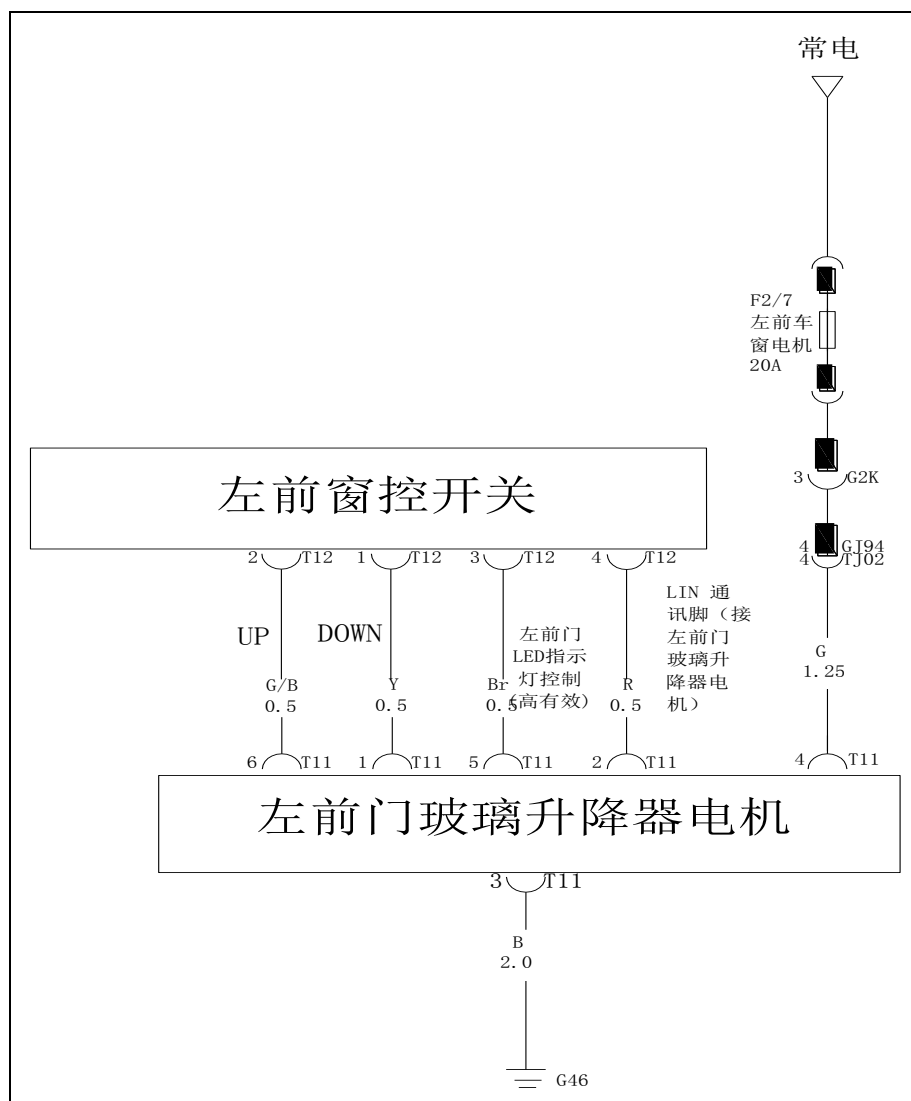 常电
F2/7
左前车
窗电机
20A
3 G2K
左前窗控开关
4 GJ94
4 TJ02
2 T12 1 T12 3 T12 4 T12
UP
DOWN
左前门
LED指示
灯控制
(高有效)
LIN 通
讯脚（接
左前门
玻璃升
降器电
机）
G
1.25
G/B
0.5
Y
0.5
Br
0.5
R
0.5
6 T11 1 T11 5 T11 2 T11 4 T11
左前门玻璃升降器电机
3 T11
B
2.0
G46